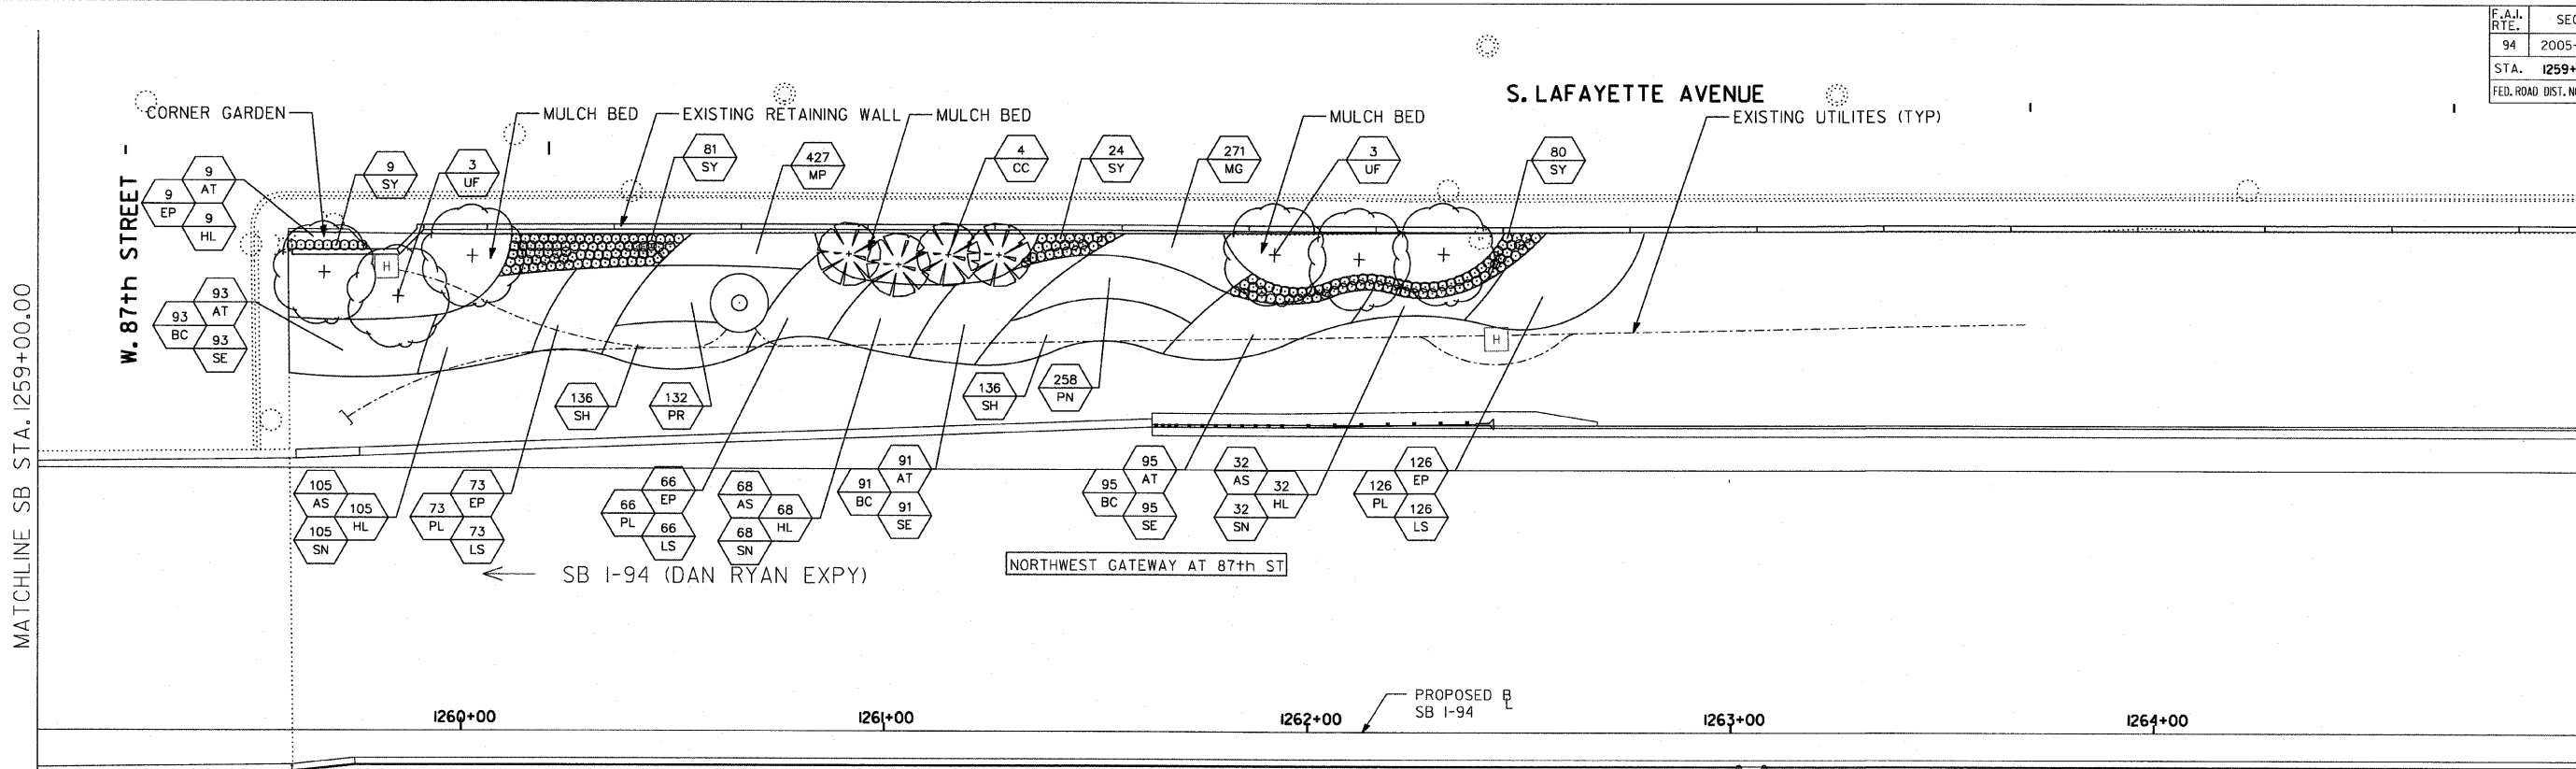 F.A.I. RTE.
SEC
94
2005-
STA. 1259+
FED. ROAD DIST. NO
S. LAFAYETTE AVENUE
CORNER GARDEN
MULCH BED
EXISTING RETAINING WALL
MULCH BED
MULCH BED
EXISTING UTILITES (TYP)
W. 87th STREET
9 AT
9 EP
9 HL
9 SY
3 UF
81 SY
427 MP
4 CC
24 SY
271 MG
3 UF
80 SY
H
93 AT
93 BC
93 SE
H
136 SH
132 PR
136 SH
258 PN
MATCHLINE SB STA. 1259+00.00
105 AS
105 HL
105 SN
73 EP
73 PL
73 LS
66 EP
66 PL
66 LS
68 AS
68 HL
68 SN
91 AT
91 BC
91 SE
95 AT
95 BC
95 SE
32 AS
32 HL
32 SN
126 EP
126 PL
126 LS
SB I-94 (DAN RYAN EXPY)
NORTHWEST GATEWAY AT 87th ST
PROPOSED BL
SB I-94
1260+00
1261+00
1262+00
1263+00
1264+00